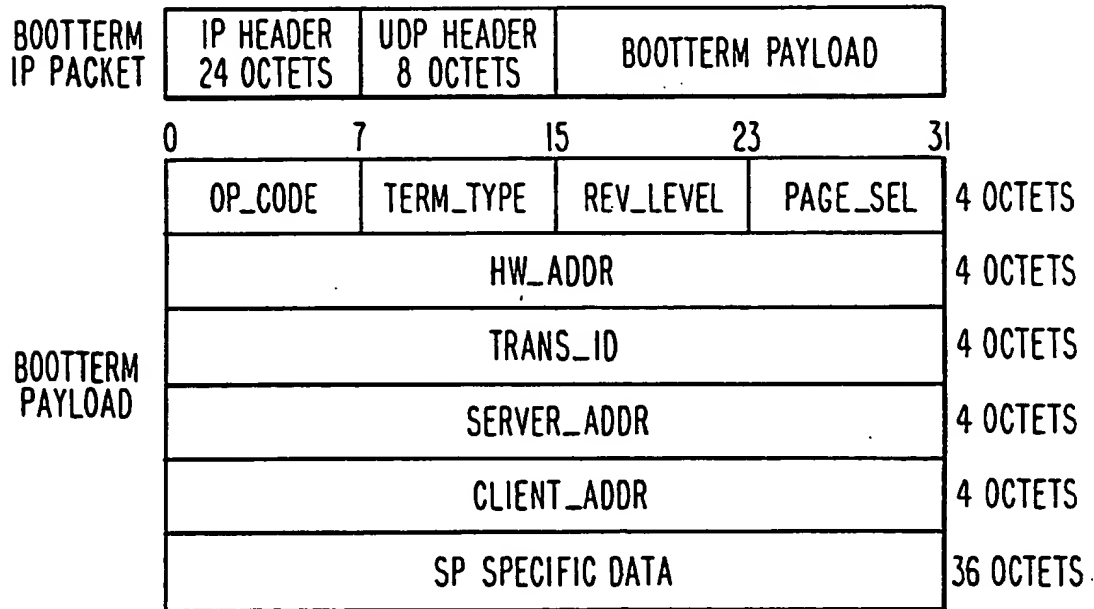 BOOTTERM
IP PACKET
IP HEADER
24 OCTETS
UDP HEADER
8 OCTETS
BOOTTERM PAYLOAD
0 7 15 23 31
OP_CODE TERM_TYPE REV_LEVEL PAGE_SEL 4 OCTETS
HW_ADDR 4 OCTETS
TRANS_ID 4 OCTETS
BOOTTERM
PAYLOAD
SERVER_ADDR 4 OCTETS
CLIENT_ADDR 4 OCTETS
SP SPECIFIC DATA 36 OCTETS